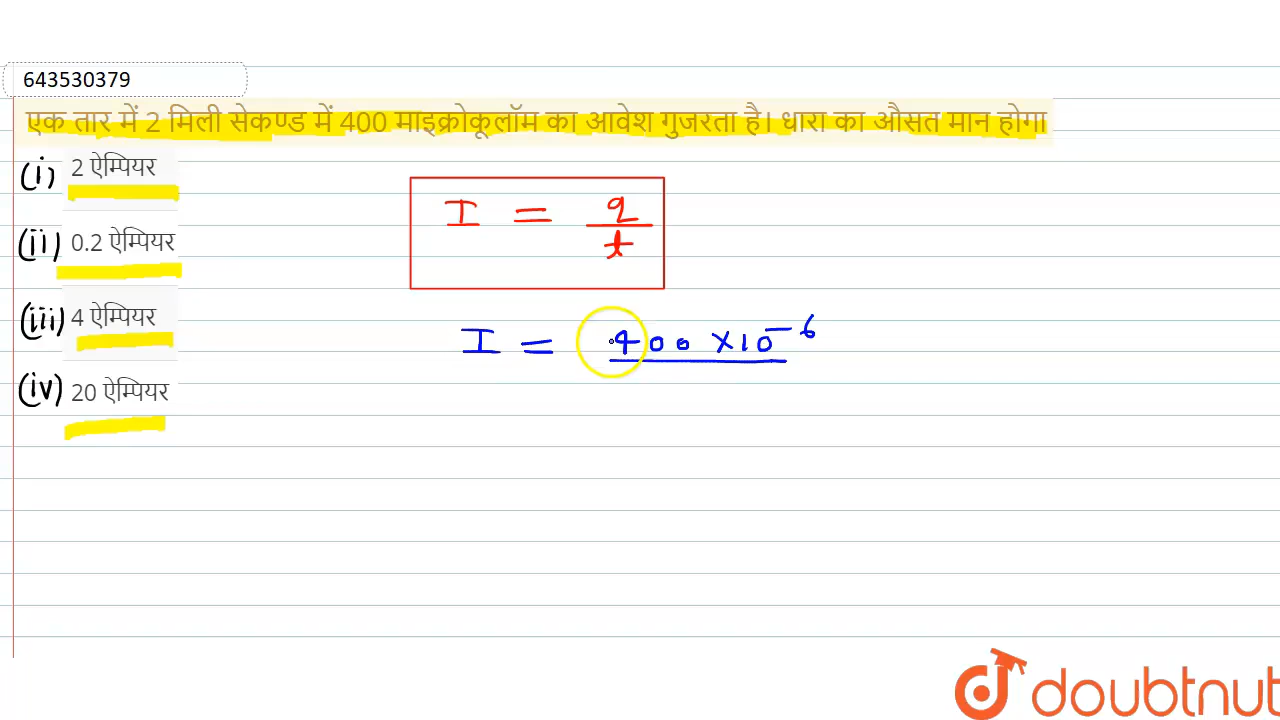 643530379
एक तार में 2 मिली सेकण्ड में 400 माइक्रोकूलॉम का आवेश गुजरता है। धारा का औसत मान होगा
(i) 2 ऐम्पियर
(ii) 0.2 ऐम्पियर
(iii) 4 ऐम्पियर
(iv) 20 ऐम्पियर
I = q/t
I = 400 × 10⁻⁶
doubtnut